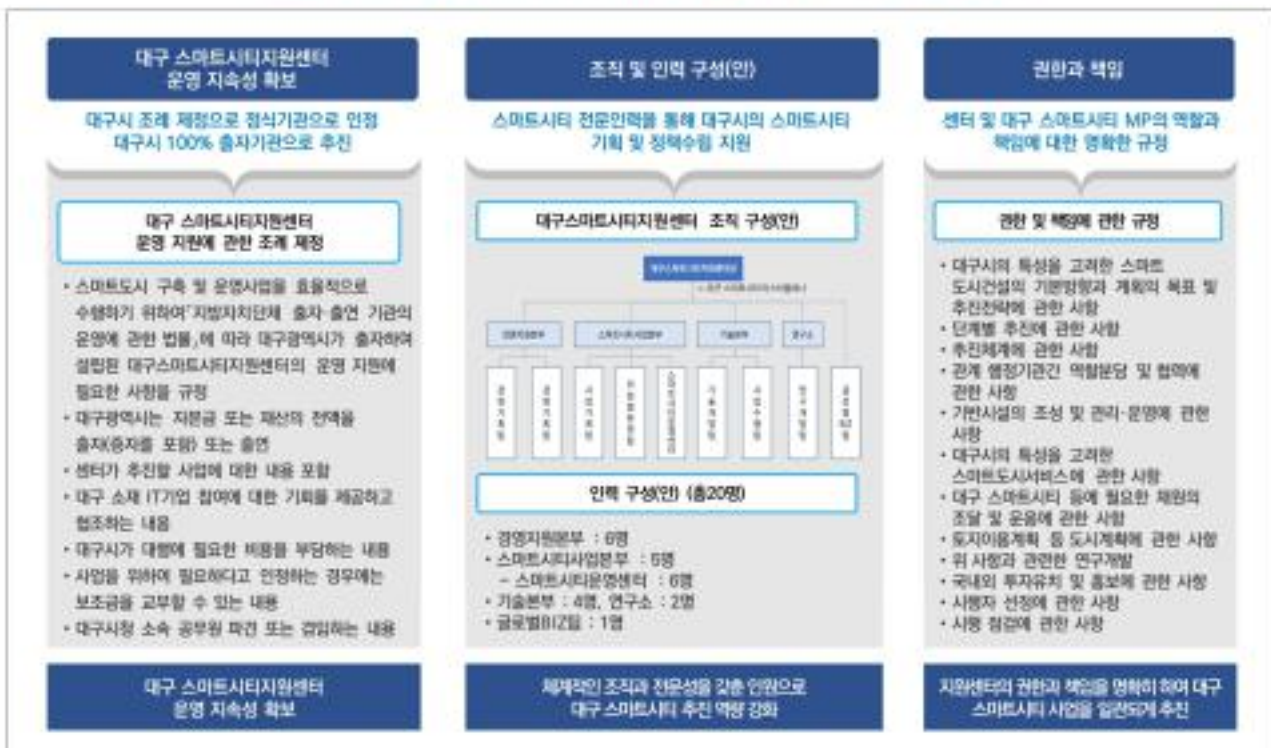 대구 스마트시티지원센터
운영 지속성 확보
대구시 조례 제정으로 정식기관으로 인정
대구시 100% 출자기관으로 추진
대구 스마트시티지원센터
운영 지원에 관한 조례 제정
• 스마트도시 구축 및 운영사업을 효율적으로
수행하기 위하여「지방자치단체 출자·출연 기관의
운영에 관한 법률」에 따라 대구광역시가 출자하여
설립된 대구스마트시티지원센터의 운영 지원에
필요한 사항을 규정
• 대구광역시는 자본금 또는 재산의 전액을
출자(증자를 포함) 또는 출연
• 센터가 추진할 사업에 대한 내용 포함
• 대구 소재 IT기업 참여에 대한 기회를 제공하고
협조하는 내용
• 대구시가 대행에 필요한 비용을 부담하는 내용
• 사업을 위하여 필요하다고 인정하는 경우에는
보조금을 교부할 수 있는 내용
• 대구시청 소속 공무원 파견 또는 겸임하는 내용
대구 스마트시티지원센터
운영 지속성 확보
조직 및 인력 구성(안)
스마트시티 전문인력을 통해 대구시의 스마트시티
기획 및 정책수립 지원
대구스마트시티지원센터 조직 구성(안)
경영지원본부
스마트시티사업본부
기술본부
연구소
인력 구성(안) (총20명)
• 경영지원본부 : 6명
• 스마트시티사업본부 :
– 스마트시티운영센터 : 6명
• 기술본부 : 4명, 연구소 : 2명
• 글로벌BIZ팀 : 1명
체계적인 조직과 전문성을 갖춘 인원으로
대구 스마트시티 추진 역량 강화
권한과 책임
센터 및 대구 스마트시티 MP의 역할과
책임에 대한 명확한 규정
권한 및 책임에 관한 규정
• 대구시의 특성을 고려한 스마트
도시건설의 기본방향과 계획의 목표 및
추진전략에 관한 사항
• 단계별 추진에 관한 사항
• 추진체계에 관한 사항
• 관계 행정기관간 역할분담 및 협력에
관한 사항
• 기반시설의 조성 및 관리·운영에 관한
사항
• 대구시의 특성을 고려한
스마트도시서비스에 관한 사항
• 대구 스마트시티 등에 필요한 재원의
조달 및 운용에 관한 사항
• 토지이용계획 등 도시계획에 관한 사항
• 위 사항과 관련한 연구개발
• 국내외 투자유치 및 홍보에 관한 사항
• 시행자 선정에 관한 사항
• 시행 점검에 관한 사항
지원센터의 권한과 책임을 명확히 하여 대구
스마트시티 사업을 일관되게 추진